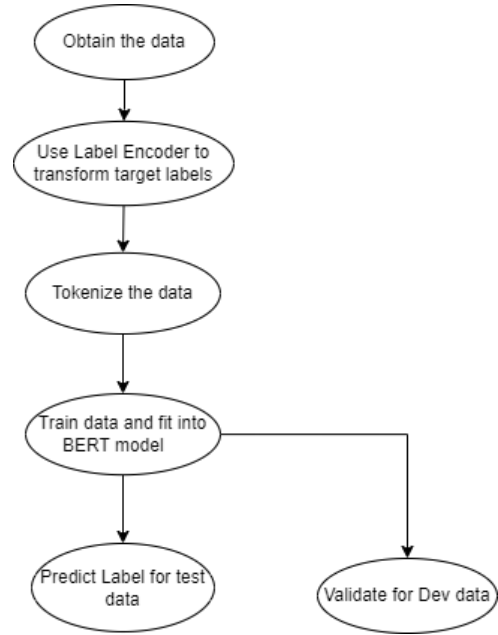 Obtain the data
Use Label Encoder to
transform target labels
Tokenize the data
Train data and fit into
BERT model
Predict Label for test
data
Validate for Dev data